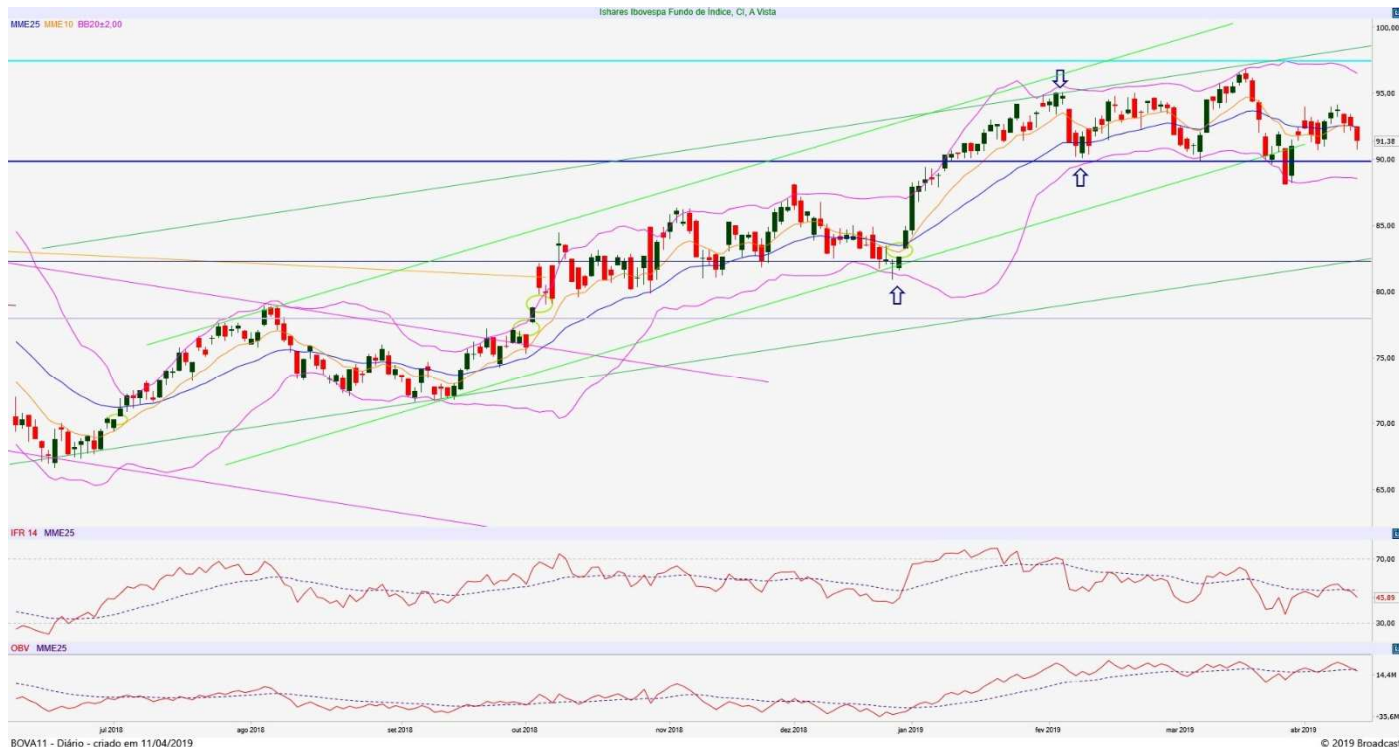 Ishares Ibovespa Fundo de Índice, CI, A Vista
MME25 MME10 BB20±2,00
100,00
95,00
91,38
90,00
85,00
80,00
75,00
70,00
65,00
IFR 14 MME25
70,00
45,89
30,00
OBV MME25
14,4M
-35,6M
jul 2018 ago 2018 set 2018 out 2018 nov 2018 dez 2018 jan 2019 fev 2019 mar 2019 abr 2019
BOVA11 - Diário - criado em 11/04/2019 © 2019 Broadcast